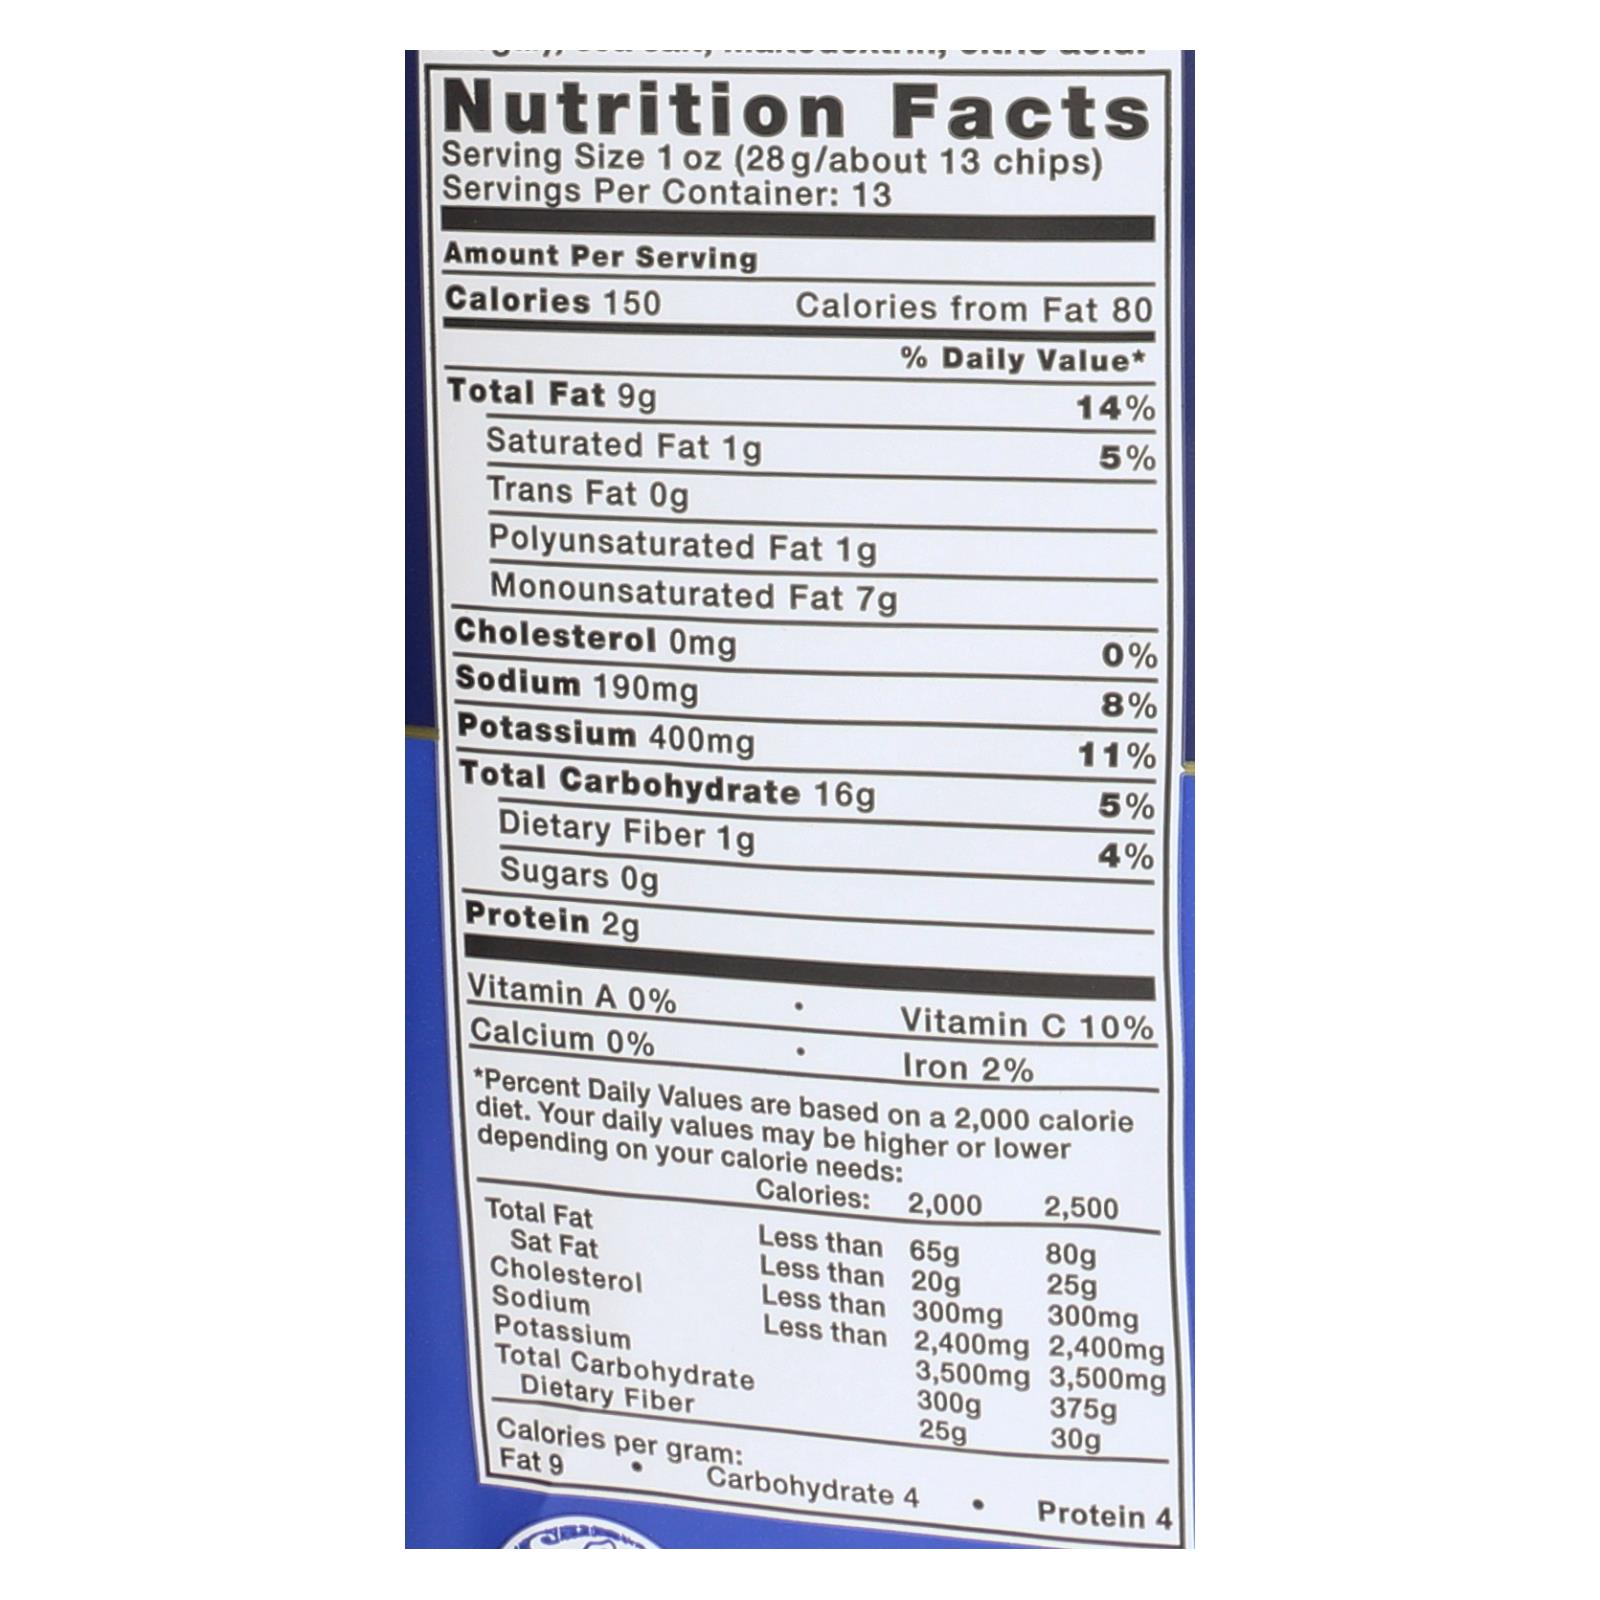 Nutrition Facts
Serving Size 1 oz (28g/about 13 chips)
Servings Per Container: 13
Amount Per Serving
Calories 150 Calories from Fat 80
% Daily Value*
Total Fat 9g 14%
Saturated Fat 1g 5%
Trans Fat 0g
Polyunsaturated Fat 1g
Monounsaturated Fat 7g
Cholesterol 0mg 0%
Sodium 190mg 8%
Potassium 400mg 11%
Total Carbohydrate 16g 5%
Dietary Fiber 1g 4%
Sugars 0g
Protein 2g
Vitamin A 0% • Vitamin C 10%
Calcium 0% • Iron 2%
*Percent Daily Values are based on a 2,000 calorie
diet. Your daily values may be higher or lower
depending on your calorie needs:
Calories: 2,000 2,500
Total Fat Less than 65g 80g
Sat Fat Less than 20g 25g
Cholesterol Less than 300mg 300mg
Sodium Less than 2,400mg 2,400mg
Potassium 3,500mg 3,500mg
Total Carbohydrate 300g 375g
Dietary Fiber 25g 30g
Calories per gram:
Fat 9 • Carbohydrate 4 • Protein 4